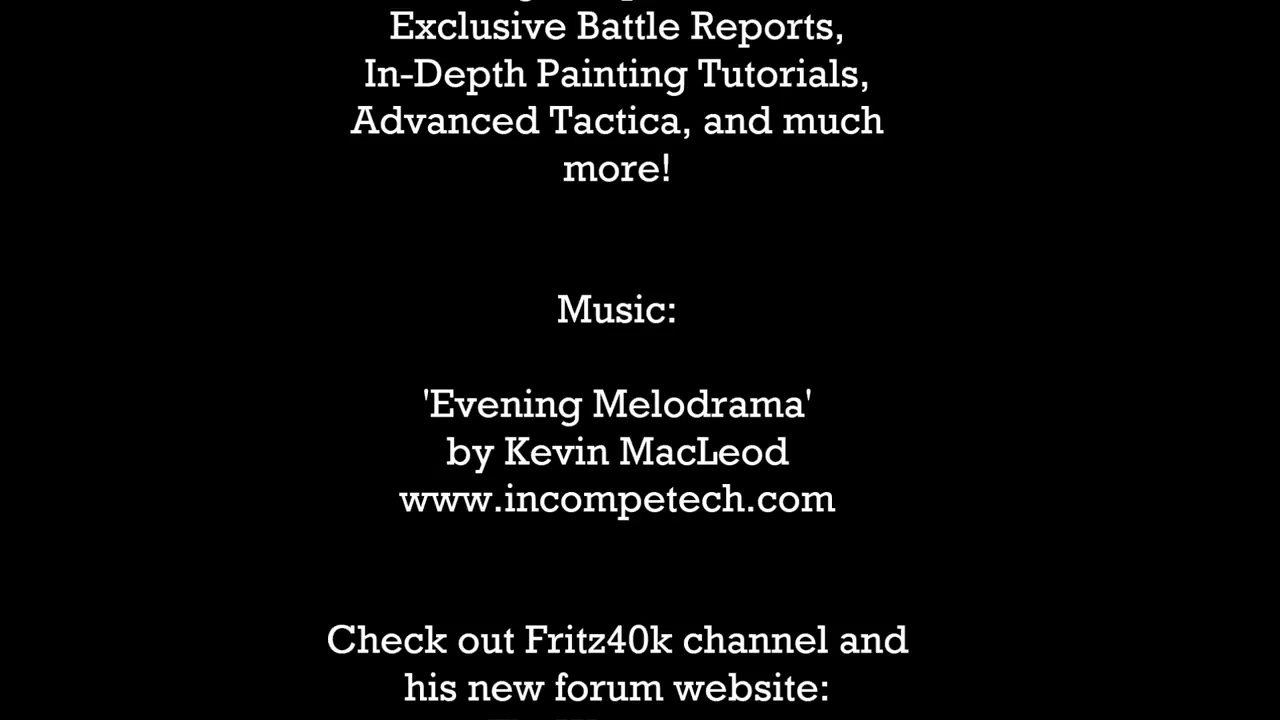 Exclusive Battle Reports,
In-Depth Painting Tutorials,
Advanced Tactica, and much
more!
Music:
'Evening Melodrama'
by Kevin MacLeod
www.incompetech.com
Check out Fritz40k channel and
his new forum website: